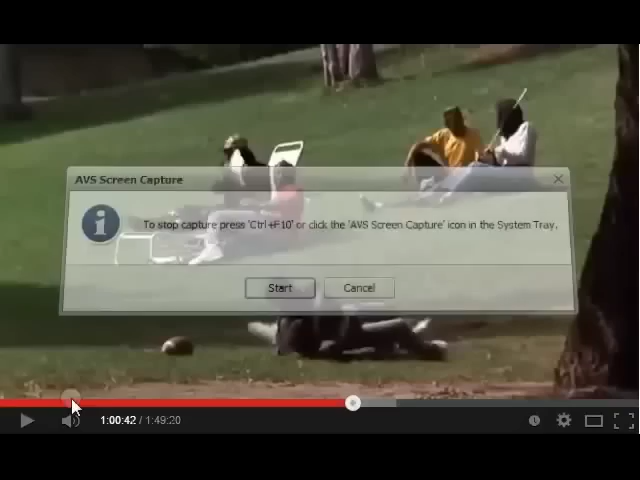 AVS Screen Capture
To stop capture press 'Ctrl+F10' or click the 'AVS Screen Capture' icon in the System Tray.
Start Cancel
1:00:42 / 1:49:20